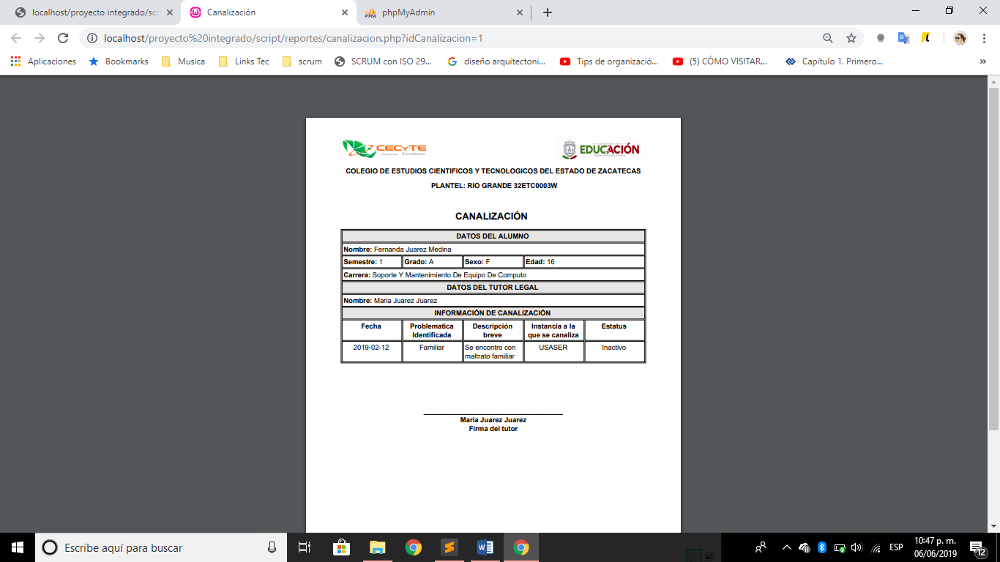 localhost/proyecto integrado/scr
Canalización
phpMyAdmin
localhost/proyecto%20integrado/script/reportes/canalizacion.php?idCanalizacion=1
Aplicaciones
Bookmarks
Musica
Links Tec
scrum
SCRUM con ISO 29...
diseño arquitectoni...
Tips de organizació...
(5) CÓMO VISITAR...
Capítulo 1. Primero...
»
CECyTE
Zacatecas
EDUCACIÓN
COLEGIO DE ESTUDIOS CIENTIFICOS Y TECNOLOGICOS DEL ESTADO DE ZACATECAS
PLANTEL: RIO GRANDE 32ETC0003W
CANALIZACIÓN
DATOS DEL ALUMNO
Nombre: Fernanda Juarez Medina
Semestre: 1 Grado: A Sexo: F Edad: 16
Carrera: Soporte Y Mantenimiento De Equipo De Computo
DATOS DEL TUTOR LEGAL
Nombre: Maria Juarez Juarez
INFORMACIÓN DE CANALIZACIÓN
Fecha
Problematica
Identificada
Descripción
breve
Instancia a la
que se canaliza
Estatus
2019-02-12
Familiar
Se encontro con
maltrato familiar
USASER
Inactivo
Maria Juarez Juarez
Firma del tutor
Escribe aquí para buscar
ESP
10:47 p. m.
06/06/2019
12